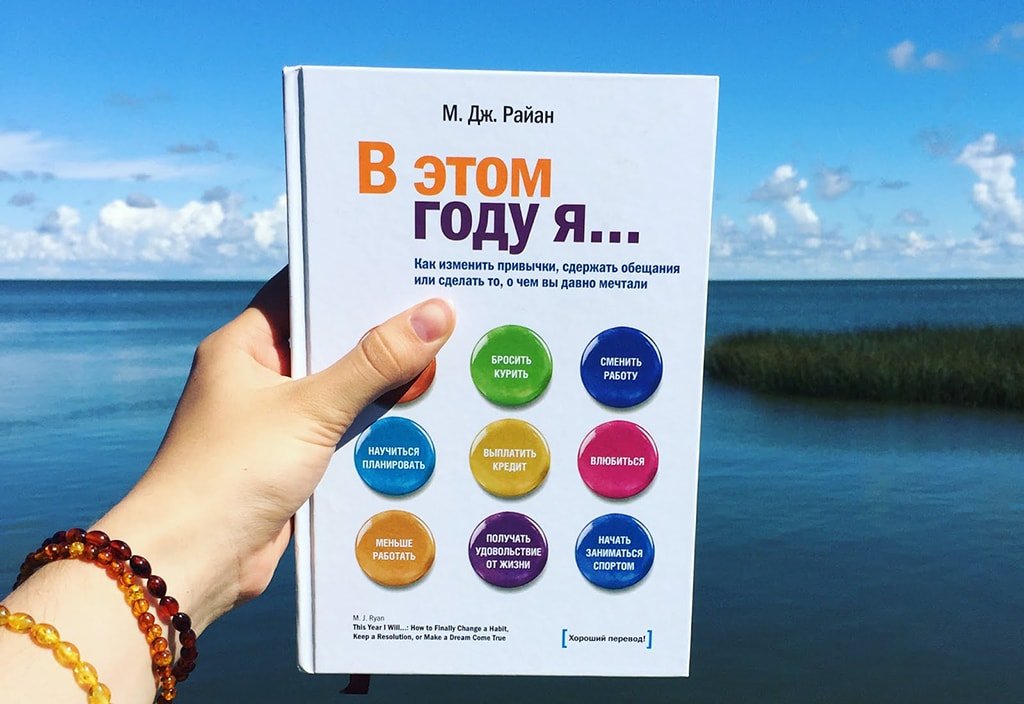 М. Дж. Райан
В этом
году я...
Как изменить привычки, сдержать обещания
или сделать то, о чем вы давно мечтали
БРОСИТЬ
КУРИТЬ
СМЕНИТЬ
РАБОТУ
НАУЧИТЬСЯ
ПЛАНИРОВАТЬ
ВЫПЛАТИТЬ
КРЕДИТ
ВЛЮБИТЬСЯ
МЕНЬШЕ
РАБОТАТЬ
ПОЛУЧАТЬ
УДОВОЛЬСТВИЕ
ОТ ЖИЗНИ
НАЧАТЬ
ЗАНИМАТЬСЯ
СПОРТОМ
M. J. Ryan
This Year I Will...: How to Finally Change a Habit,
Keep a Resolution, or Make a Dream Come True
[Хороший перевод!]